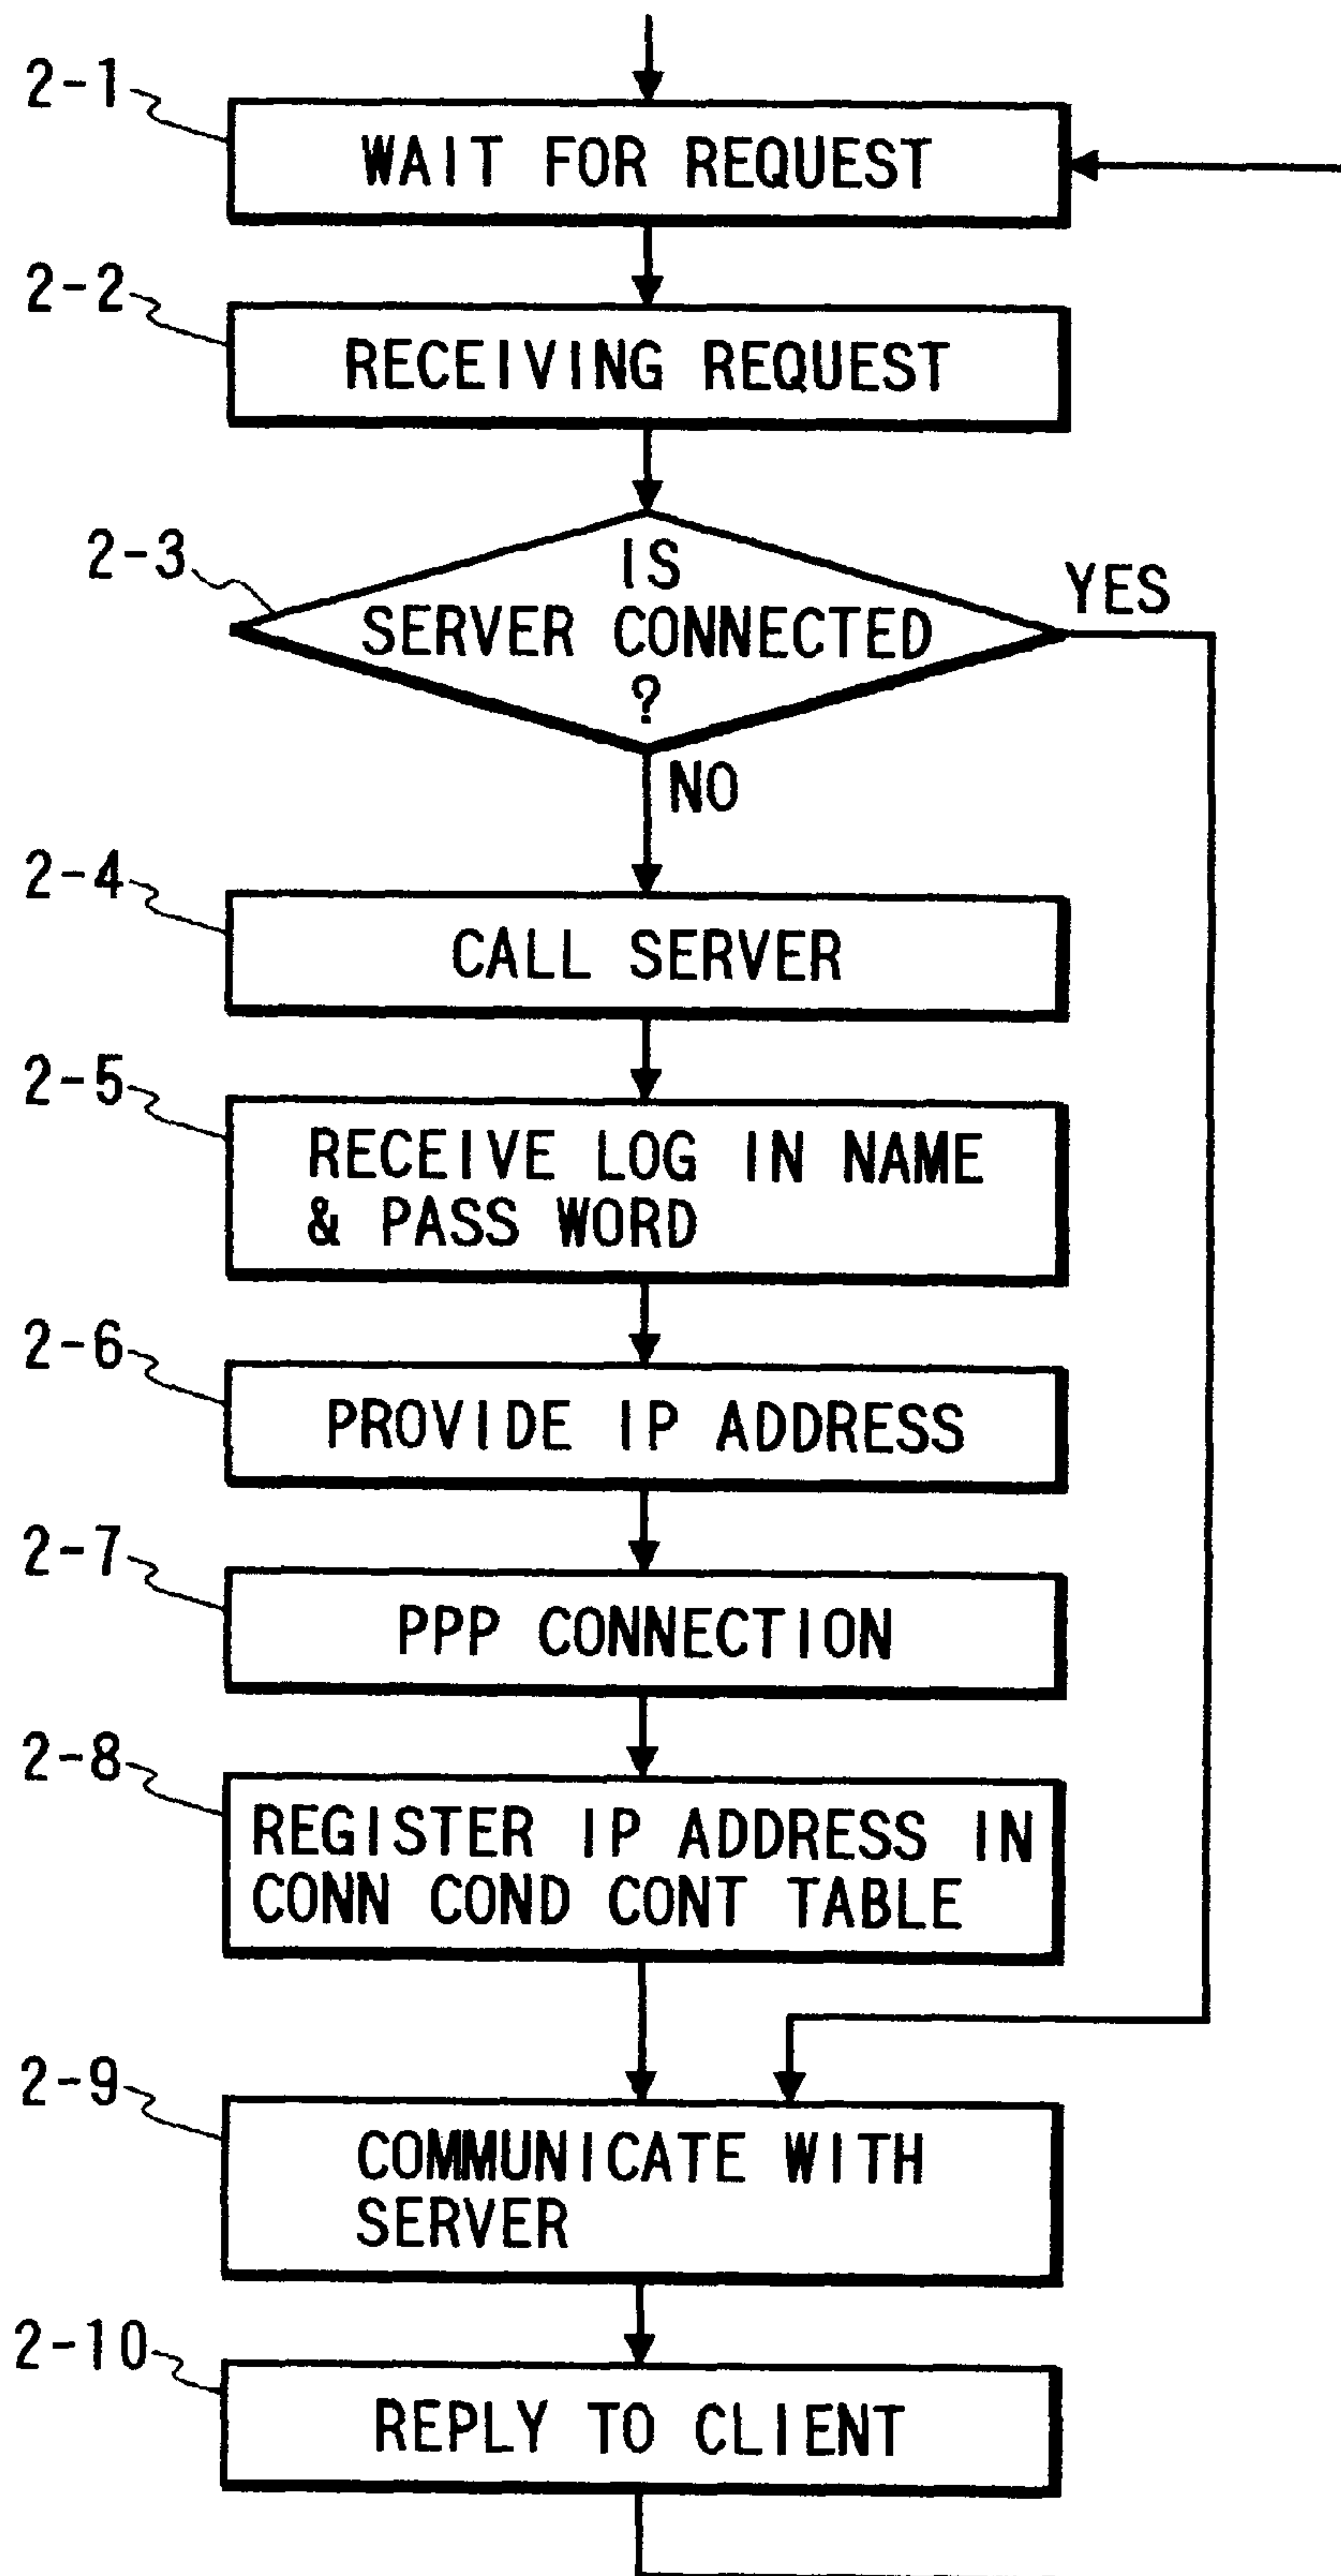 2-1
WAIT FOR REQUEST
2-2
RECEIVING REQUEST
2-3
IS
SERVER CONNECTED
?
YES
NO
2-4
CALL SERVER
2-5
RECEIVE LOG IN NAME
& PASS WORD
2-6
PROVIDE IP ADDRESS
2-7
PPP CONNECTION
2-8
REGISTER IP ADDRESS IN
CONN COND CONT TABLE
2-9
COMMUNICATE WITH
SERVER
2-10
REPLY TO CLIENT